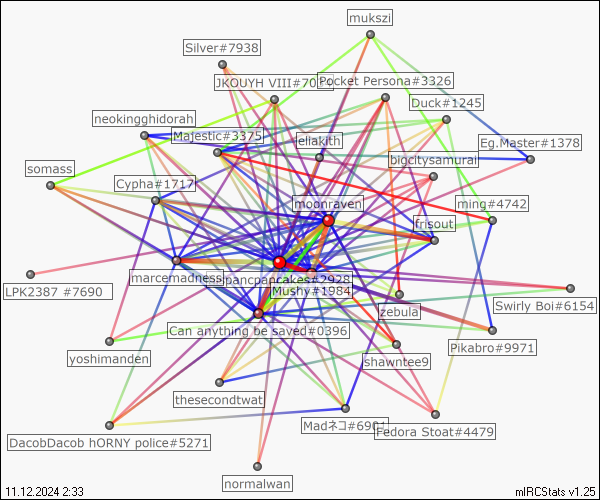 mukszi
Silver#7938
JKOUYH VIII#70
Pocket Persona#3326
Duck#1245
neokingghidorah
Majestic#3375
eliakith
Eg.Master#1378
bigcitysamurai
somass
Cypha#1717
moonraven
ming#4742
frisout
marcemadness
pancpancakes#2928
LPK2387 #7690
Mushy#1984
Swirly Boi#6154
zebula
Can anything be saved#0396
yoshimanden
shawntee9
Pikabro#9971
thesecondtwat
Madネコ#6901
Fedora Stoat#4479
DacobDacob hORNY police#5271
normalwan
11.12.2024 2:33
mIRCStats v1.25